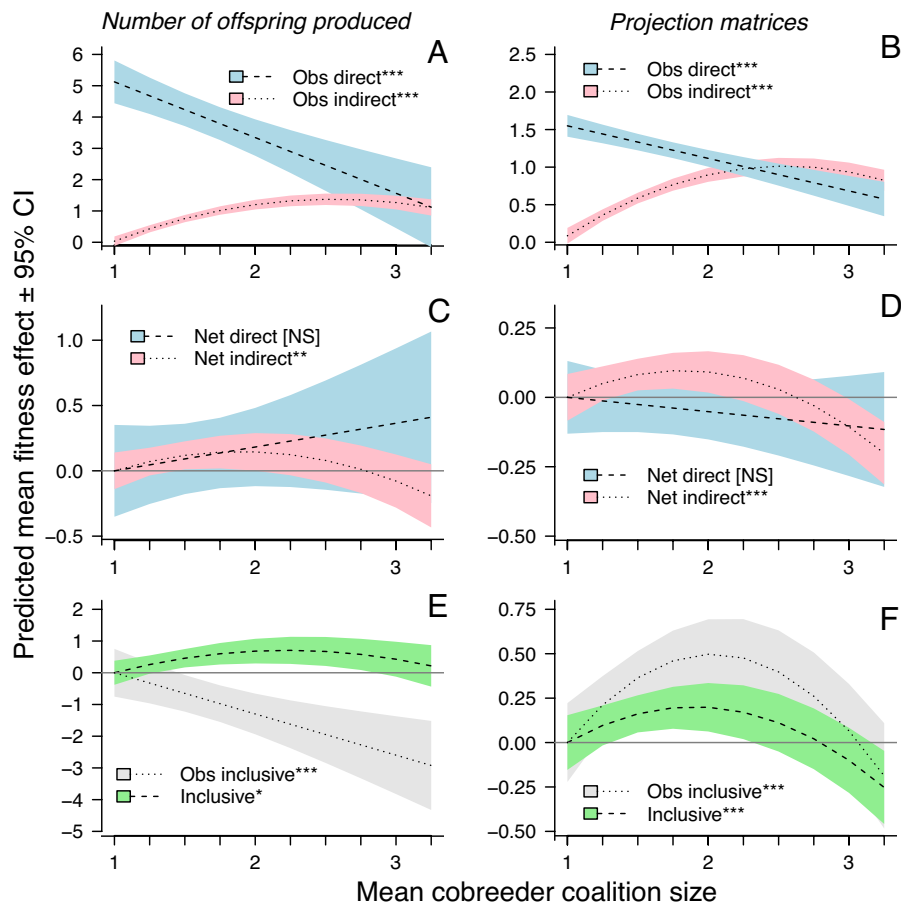 Number of offspring produced
Projection matrices
Predicted mean fitness effect ± 95% CI
A
Obs direct***
Obs indirect***
6
5
4
3
2
1
0
1 2 3
B
Obs direct***
Obs indirect***
2.5
2.0
1.5
1.0
0.5
0.0
1 2 3
C
Net direct [NS]
Net indirect**
1.0
0.5
0.0
−0.5
1 2 3
D
0.25
0.00
−0.25
−0.50
Net direct [NS]
Net indirect***
1 2 3
E
2
1
0
−1
−2
−3
−4
−5
Obs inclusive***
Inclusive*
1 2 3
F
0.75
0.50
0.25
0.00
−0.25
−0.50
Obs inclusive***
Inclusive***
1 2 3
Mean cobreeder coalition size